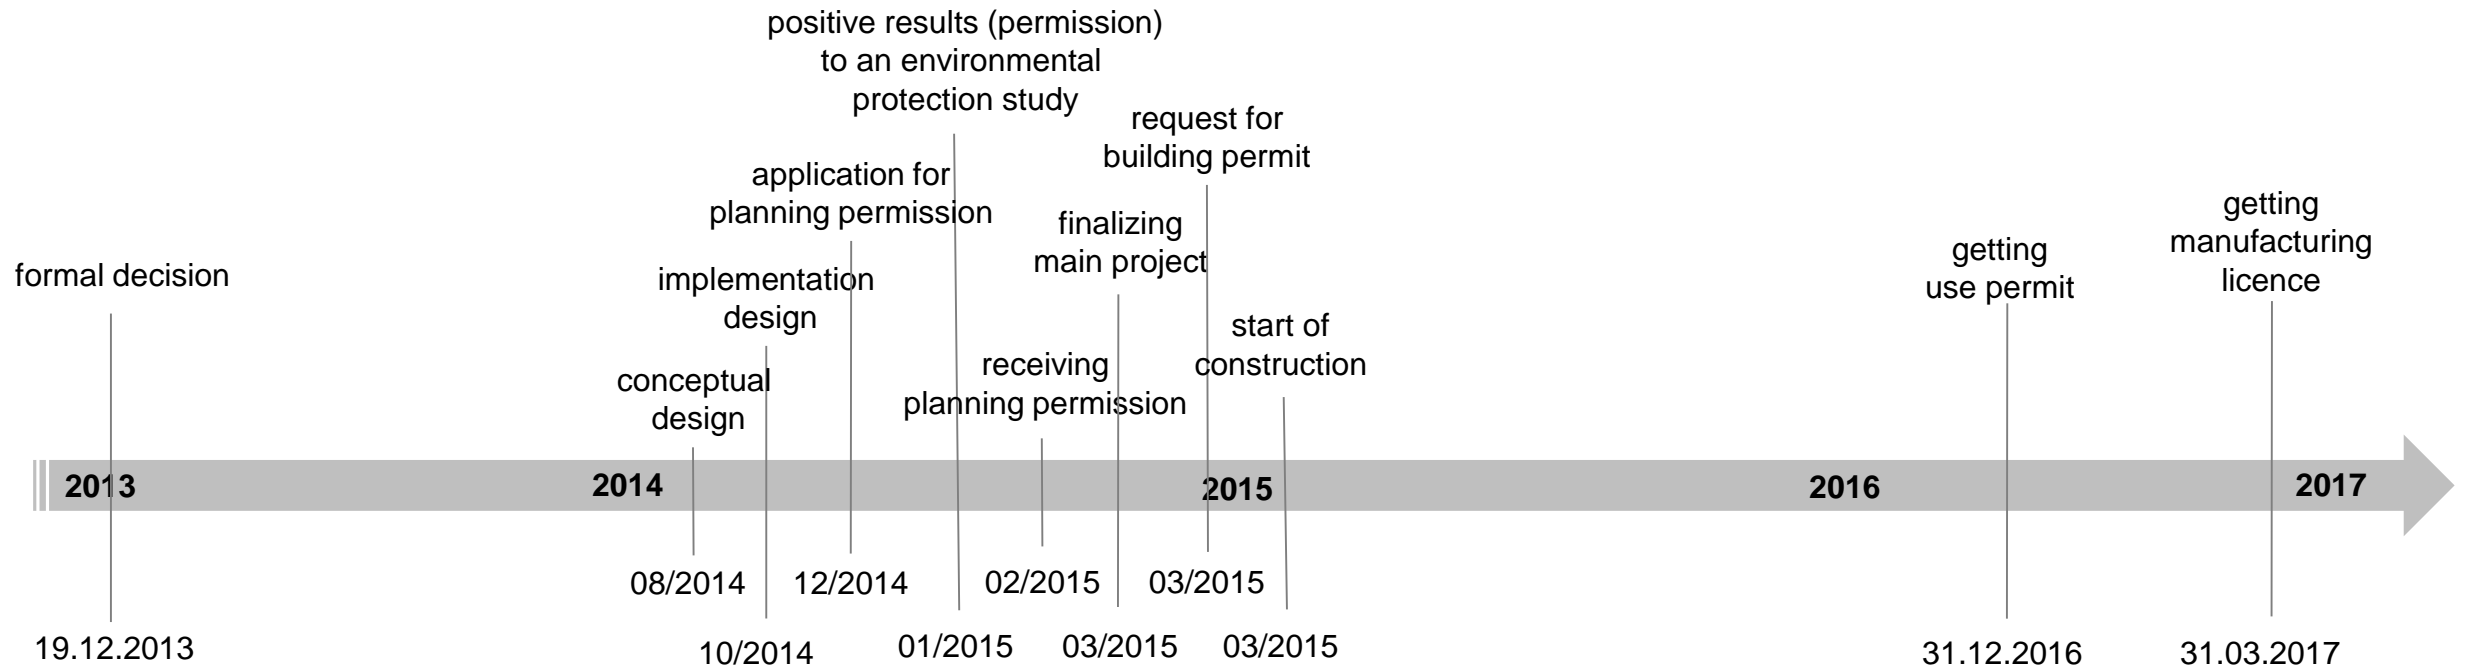 positive results (permission)
to an environmental
protection study
request for
building permit
application for
planning permission
finalizing
main project
getting
manufacturing
licence
getting
use permit
formal decision
implementation
design
start of
construction
receiving
planning permission
conceptual
design
2013
2014
2015
2016
2017
08/2014
12/2014
02/2015
03/2015
19.12.2013
10/2014
01/2015
03/2015
03/2015
31.12.2016
31.03.2017